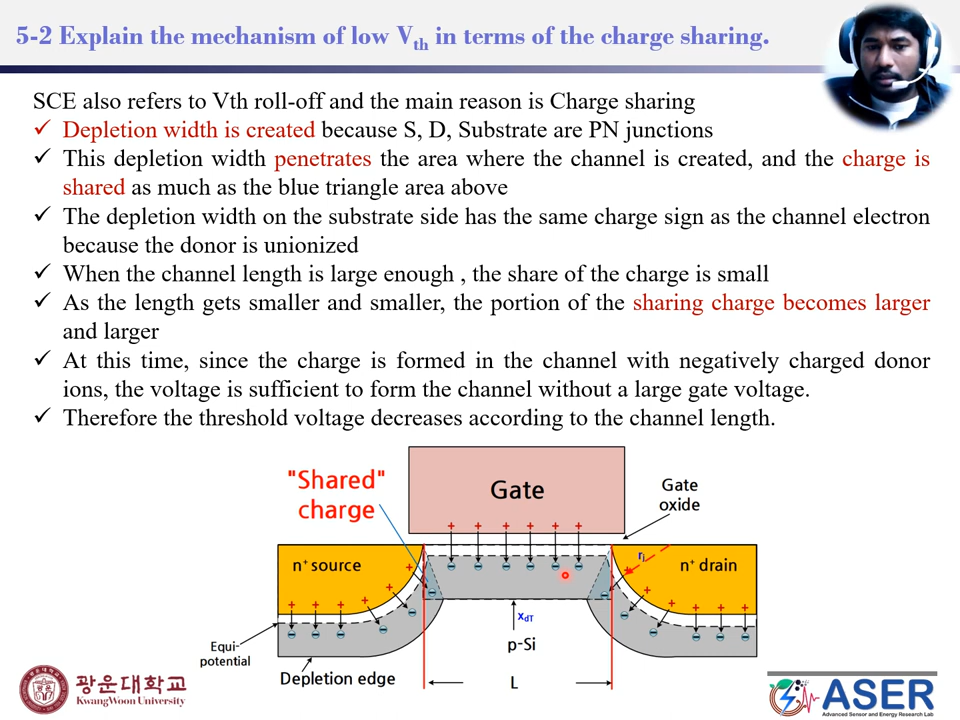 5-2 Explain the mechanism of low Vth in terms of the charge sharing.
SCE also refers to Vth roll-off and the main reason is Charge sharing
✓ Depletion width is created because S, D, Substrate are PN junctions
✓ This depletion width penetrates the area where the channel is created, and the charge is
shared as much as the blue triangle area above
✓ The depletion width on the substrate side has the same charge sign as the channel electron
because the donor is unionized
✓ When the channel length is large enough , the share of the charge is small
✓ As the length gets smaller and smaller, the portion of the sharing charge becomes larger
and larger
✓ At this time, since the charge is formed in the channel with negatively charged donor
ions, the voltage is sufficient to form the channel without a large gate voltage.
✓ Therefore the threshold voltage decreases according to the channel length.
"Shared"
charge
Gate
Gate
oxide
n+ source
rj
n+ drain
xdT
p-Si
Equi-
potential
Depletion edge
L
광운대학교
KwangWoon University
ASER
Advanced Sensor and Energy Research Lab